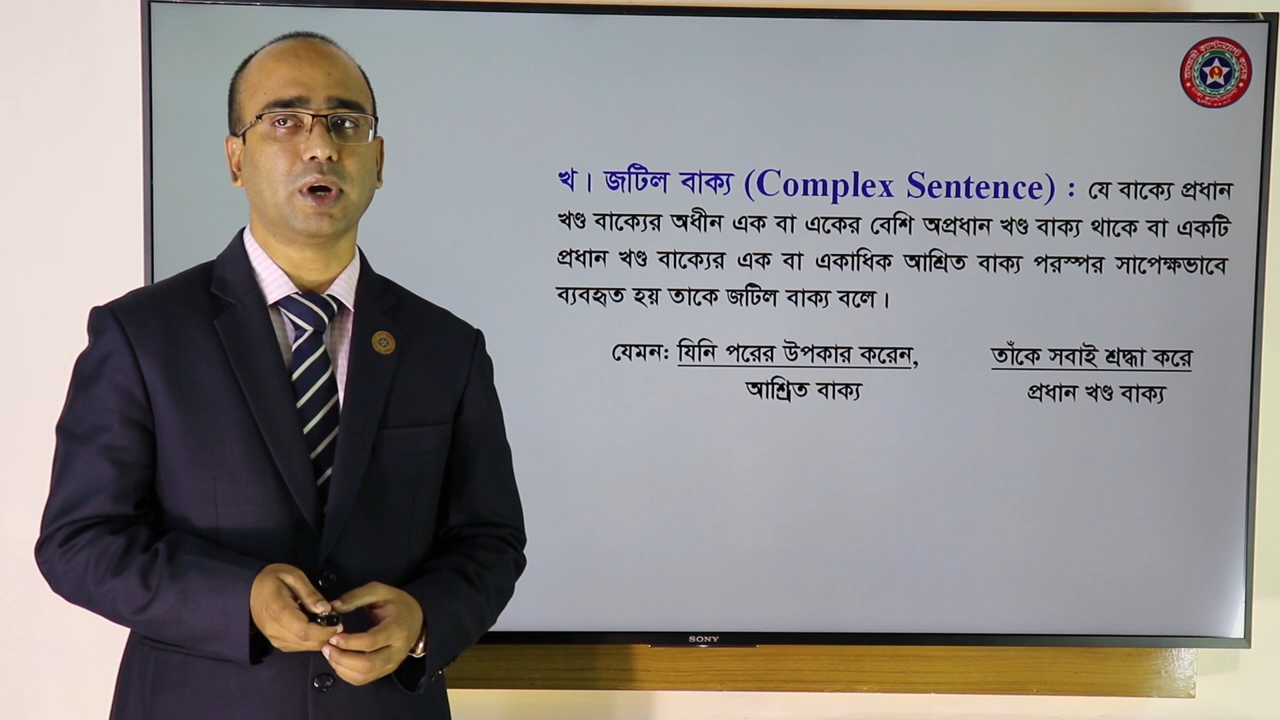 খ। জটিল বাক্য (Complex Sentence) : যে বাক্যে প্রধান
খণ্ড বাক্যের অধীন এক বা একের বেশি অপ্রধান খণ্ড বাক্য থাকে বা একটি
প্রধান খণ্ড বাক্যের এক বা একাধিক আশ্রিত বাক্য পরস্পর সাপেক্ষভাবে
ব্যবহৃত হয় তাকে জটিল বাক্য বলে।
যেমন: যিনি পরের উপকার করেন, তাঁকে সবাই শ্রদ্ধা করে
আশ্রিত বাক্য প্রধান খণ্ড বাক্য
SONY